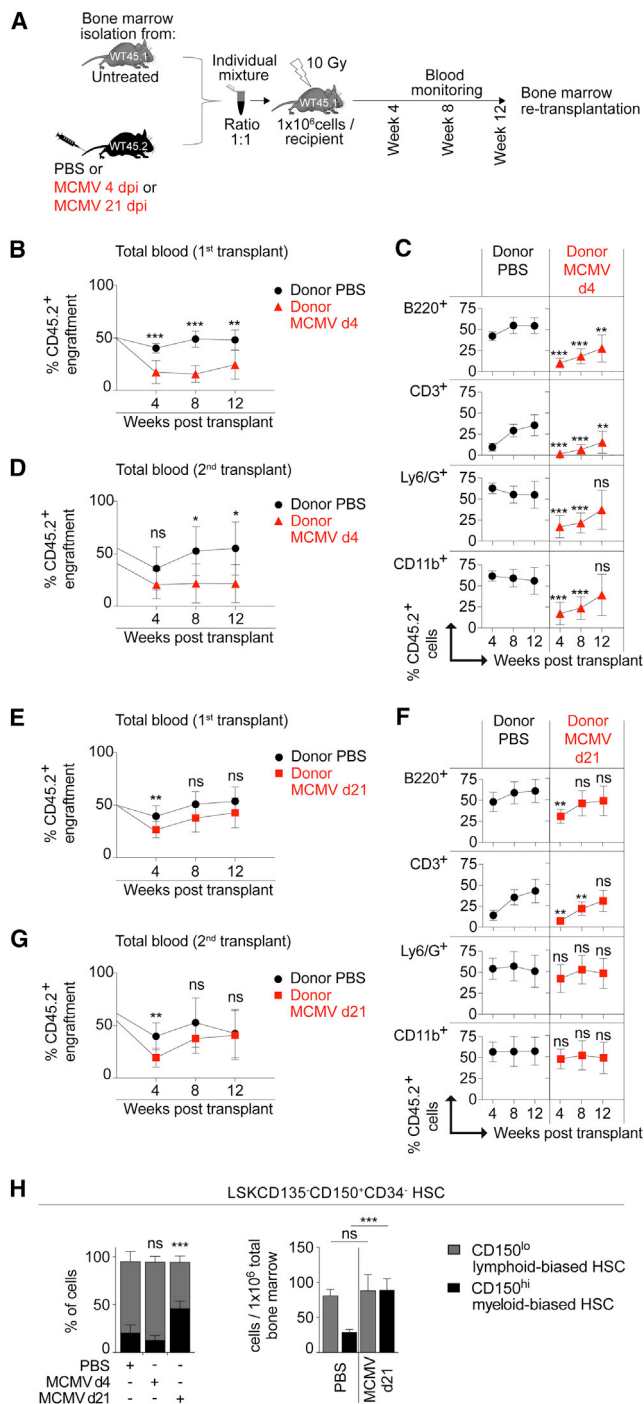 A
Bone marrow
isolation from:
WT45.1
Untreated
WT45.2
PBS or
MCMV 4 dpi or
MCMV 21 dpi
Individual
mixture
Ratio
1:1
10 Gy
WT45.1
1x10⁶cells /
recipient
Blood
monitoring
Week 4
Week 8
Week 12
Bone marrow
re-transplantation
B
Total blood (1st transplant)
% CD45.2+
engraftment
100
50
0
*** *** **
4 8 12
Weeks post transplant
Donor PBS
Donor
MCMV d4
C
Donor
PBS
Donor
MCMV
d4
B220+
75
50
25
*** *** **
CD3+
75
50
25
*** *** **
Ly6/G+
75
50
25
*** *** ns
CD11b+
75
50
25
*** *** ns
% CD45.2+
cells
4 8 12 4 8 12
Weeks post transplant
D
Total blood (2nd transplant)
% CD45.2+
engraftment
100
50
0
ns * *
4 8 12
Weeks post transplant
Donor PBS
Donor
MCMV d4
E
Total blood (1st transplant)
% CD45.2+
engraftment
100
50
0
** ns ns
4 8 12
Weeks post transplant
Donor PBS
Donor
MCMV d21
F
Donor
PBS
Donor
MCMV
d21
B220+
75
50
25
** ns ns
CD3+
75
50
25
** ** ns
Ly6/G+
75
50
25
ns ns ns
CD11b+
75
50
25
ns ns ns
% CD45.2+
cells
4 8 12 4 8 12
Weeks post transplant
G
Total blood (2nd transplant)
% CD45.2+
engraftment
100
50
0
** ns ns
4 8 12
Weeks post transplant
Donor PBS
Donor
MCMV d21
H
LSKCD135-CD150+CD34- HSC
% of cells
100
50
0
ns ***
PBS + - -
MCMV d4 - + -
MCMV d21 - - +
cells / 1x10⁶ total
bone marrow
150
100
50
0
***
ns
PBS
MCMV
d21
CD150lo
lymphoid-biased HSC
CD150hi
myeloid-biased HSC